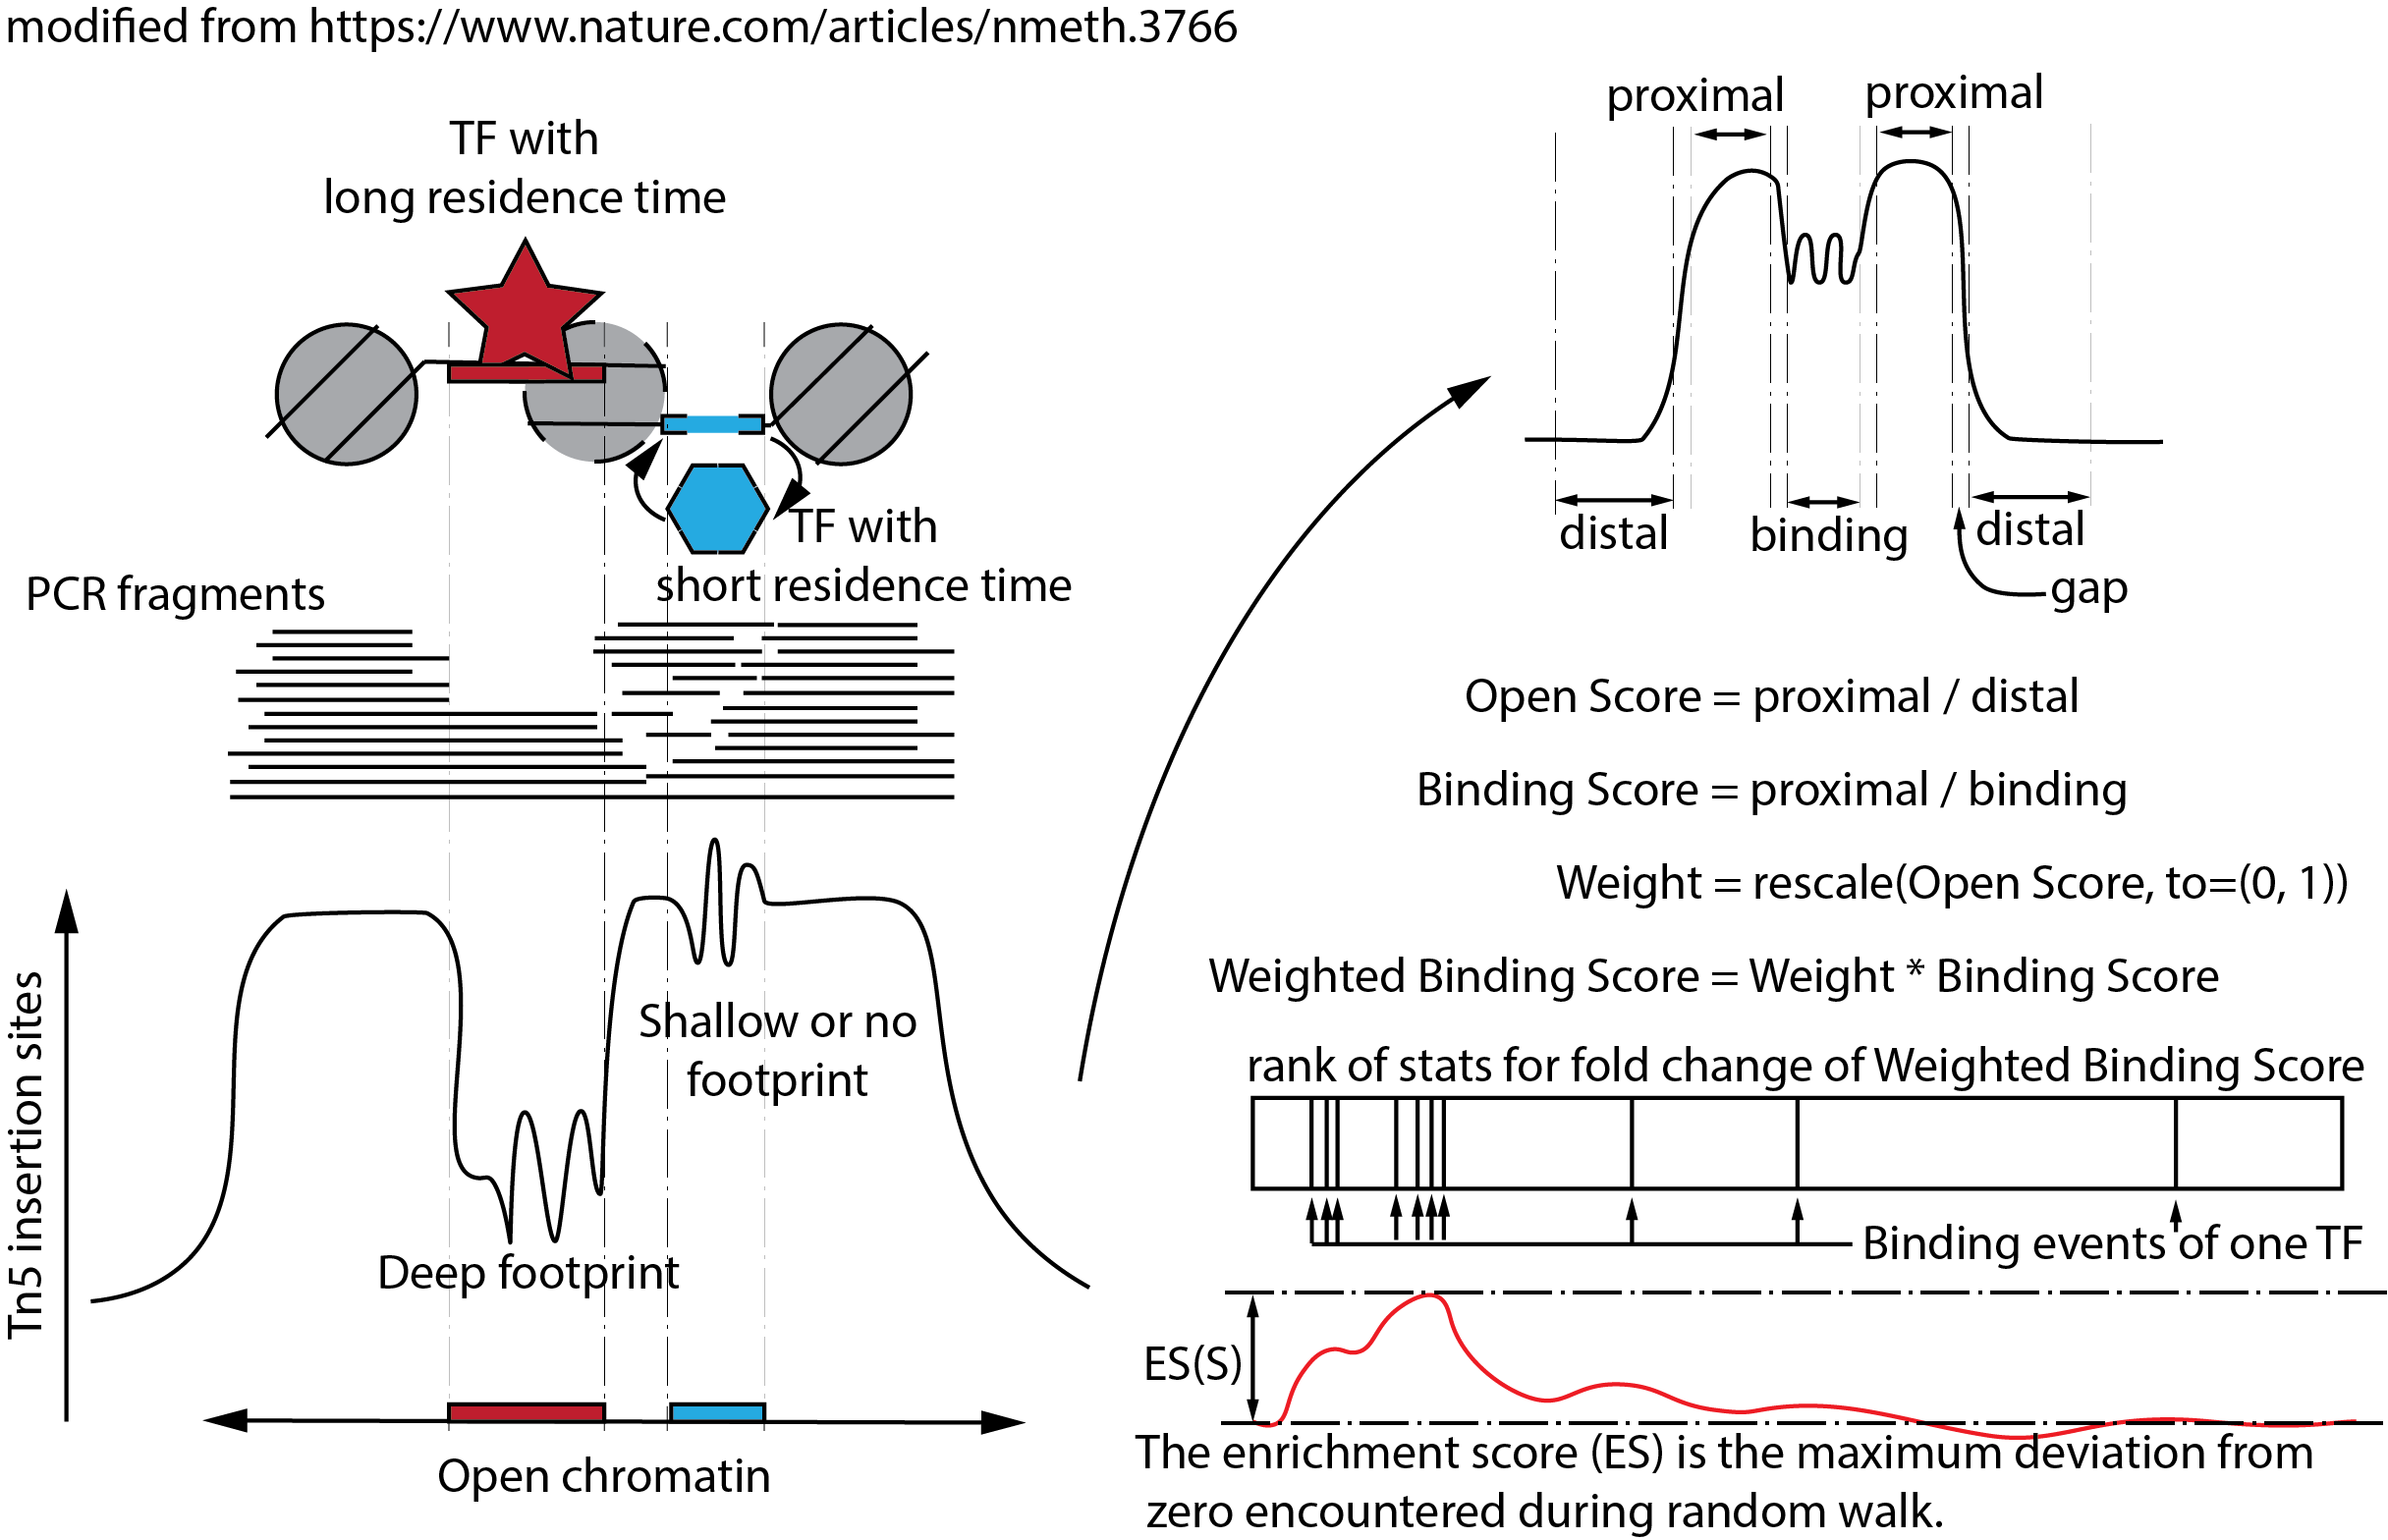 modified from https://www.nature.com/articles/nmeth.3766
TF with
long residence time
TF with
short residence time
PCR fragments
Tn5 insertion sites
Shallow or no
footprint
Deep footprint
Open chromatin
proximal
proximal
distal
binding
distal
gap
Open Score = proximal / distal
Binding Score = proximal / binding
Weight = rescale(Open Score, to=(0, 1))
Weighted Binding Score = Weight * Binding Score
rank of stats for fold change of Weighted Binding Score
Binding events of one TF
ES(S)
The enrichment score (ES) is the maximum deviation from
zero encountered during random walk.